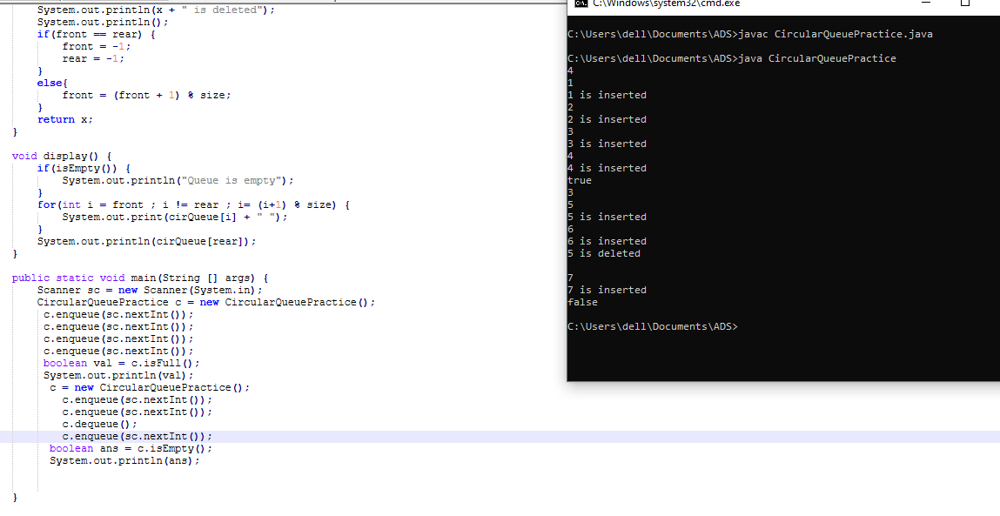 System.out.println(x + " is deleted");
System.out.println();
if(front == rear) {
front = -1;
rear = -1;
}
else{
front = (front + 1) % size;
}
return x;
}
void display() {
if(isEmpty()) {
System.out.println("Queue is empty");
}
for(int i = front ; i != rear ; i= (i+1) % size) {
System.out.print(cirQueue[i] + " ");
}
System.out.println(cirQueue[rear]);
}
public static void main(String [] args) {
Scanner sc = new Scanner(System.in);
CircularQueuePractice c = new CircularQueuePractice();
c.enqueue(sc.nextInt());
c.enqueue(sc.nextInt());
c.enqueue(sc.nextInt());
c.enqueue(sc.nextInt());
boolean val = c.isFull();
System.out.println(val);
c = new CircularQueuePractice();
c.enqueue(sc.nextInt());
c.enqueue(sc.nextInt());
c.dequeue();
c.enqueue(sc.nextInt());
boolean ans = c.isEmpty();
System.out.println(ans);
}
C:\Windows\system32\cmd.exe
C:\Users\dell\Documents\ADS>javac CircularQueuePractice.java
C:\Users\dell\Documents\ADS>java CircularQueuePractice
4
1
1 is inserted
2
2 is inserted
3
3 is inserted
4
4 is inserted
true
3
5
5 is inserted
6
6 is inserted
5 is deleted
7
7 is inserted
false
C:\Users\dell\Documents\ADS>